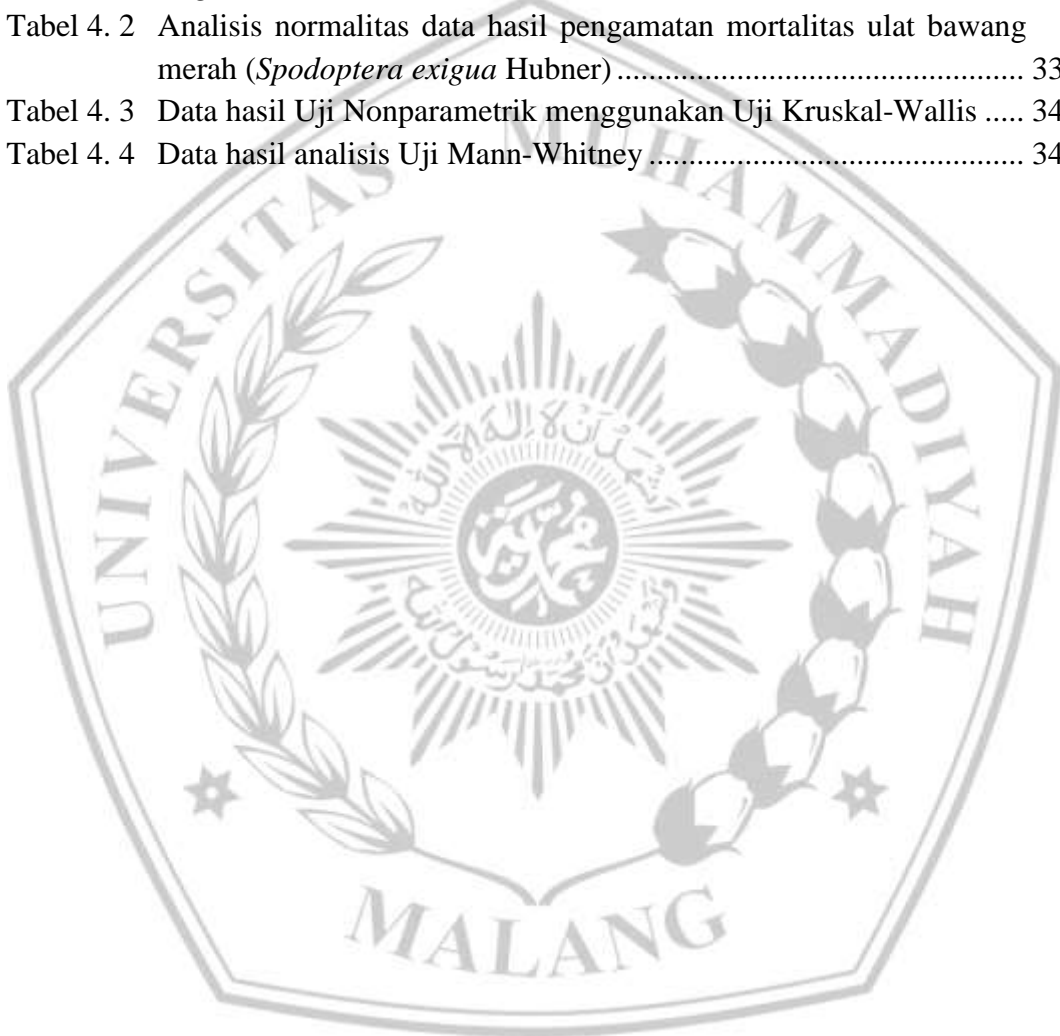 Tabel 4. 2 Analisis normalitas data hasil pengamatan mortalitas ulat bawang
merah (Spodoptera exigua Hubner) ............................................. 33
Tabel 4. 3 Data hasil Uji Nonparametrik menggunakan Uji Kruskal-Wallis ..... 34
Tabel 4. 4 Data hasil analisis Uji Mann-Whitney ......................................... 34
UNIVERSITAS MUHAMMADIYAH
MALANG